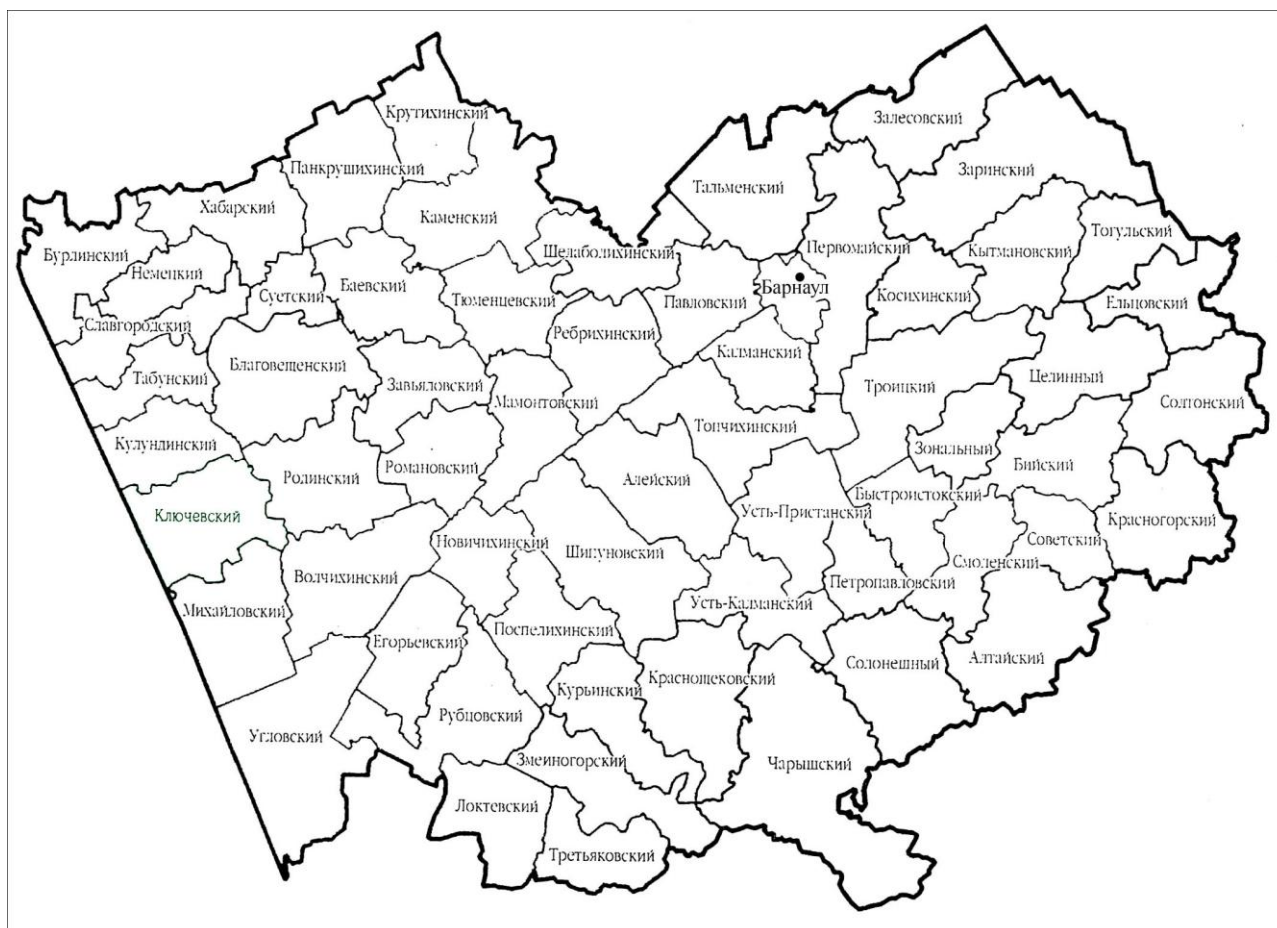 Крутихинский
Залесовский
Панкрушихинский
Заринский
Тальменский
Хабарский
Каменский
Тогульский
Бурлинский
Шелаболихинский
Первомайский
Кытмановский
Немецкий
Баевский
Барнаул
Суетский
Тюменцевский
Павловский
Косихинский
Ельцовский
Славгородский
Ребрихинский
Калманский
Благовещенский
Табунский
Завьяловский
Троицкий
Целинный
Мамонтовский
Солтонский
Топчихинский
Кулундинский
Зональный
Романовский
Бийский
Родинский
Алейский
Быстроистокский
Ключевский
Усть-Пристанский
Красногорский
Новичихинский
Советский
Шипуновский
Смоленский
Волчихинский
Петропавловский
Михайловский
Усть-Калманский
Поспелихинский
Егорьевский
Алтайский
Солонешный
Краснощековский
Курьинский
Рубцовский
Угловский
Змеиногорский
Чарышский
Локтевский
Третьяковский